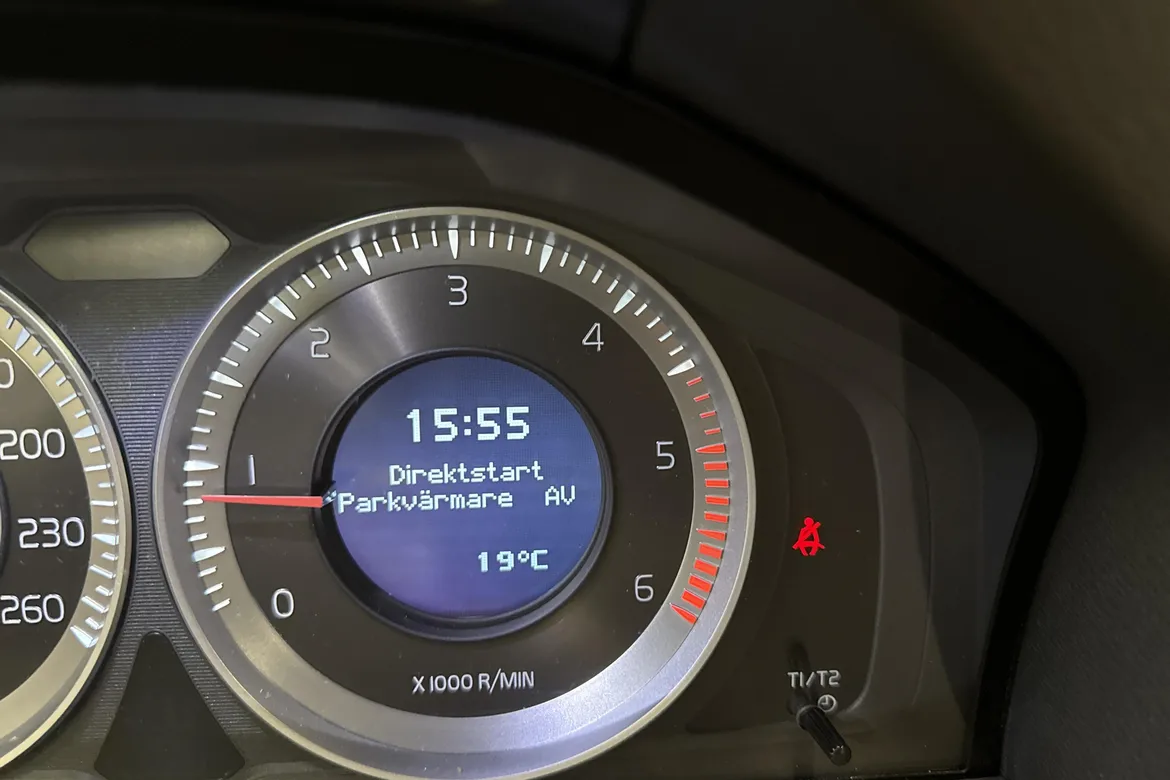 3
2
4
200
1
5
230
260
0
6
15:55
Direktstart
Parkvärmare AV
19°C
X 1000 R/MIN
T1/T2